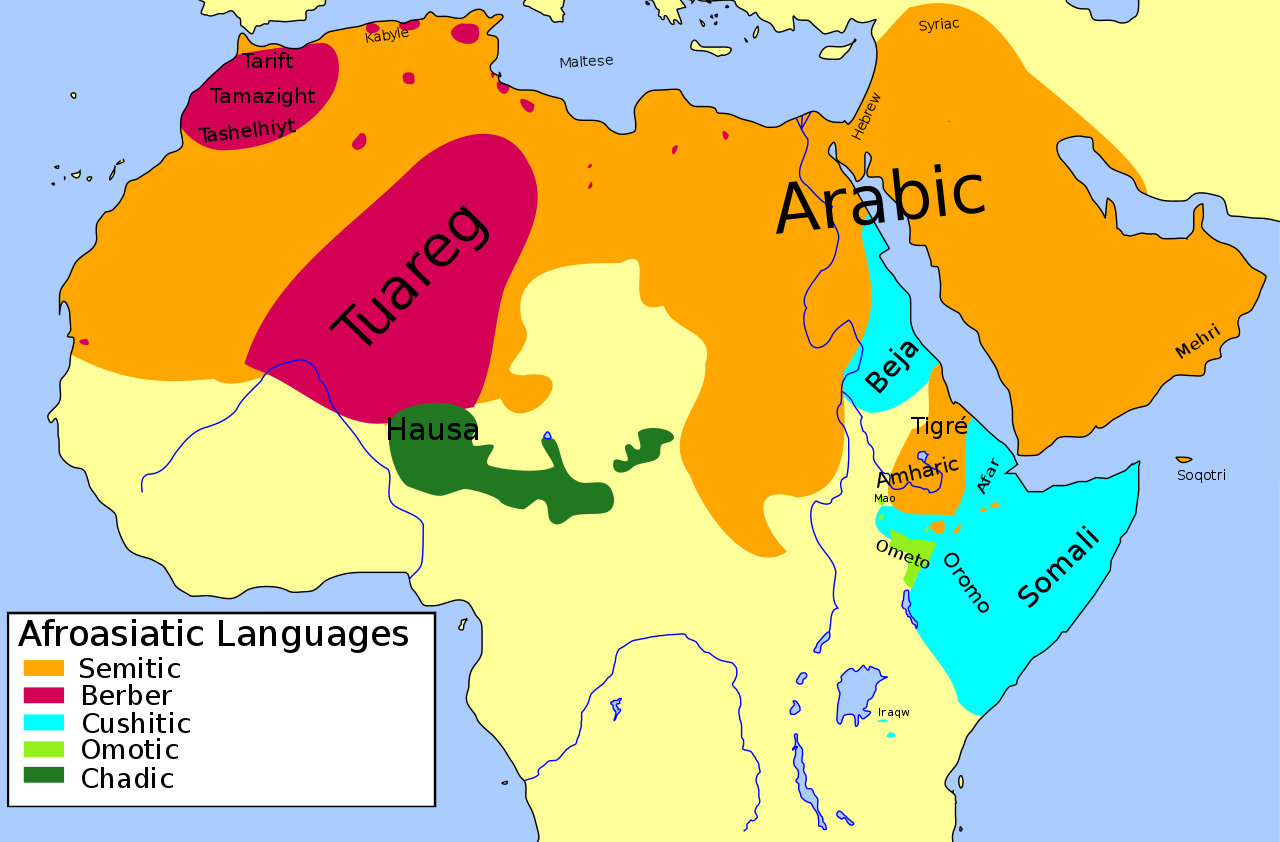 Syriac
Kabyle
Maltese
Tarift
Tamazight
Tashelhiyt
Hebrew
Arabic
Tuareg
Mehri
Beja
Hausa
Tigré
Amharic
Afar
Soqotri
Mao
Ometo
Oromo
Somali
Iraqw
Afroasiatic Languages
Semitic
Berber
Cushitic
Omotic
Chadic